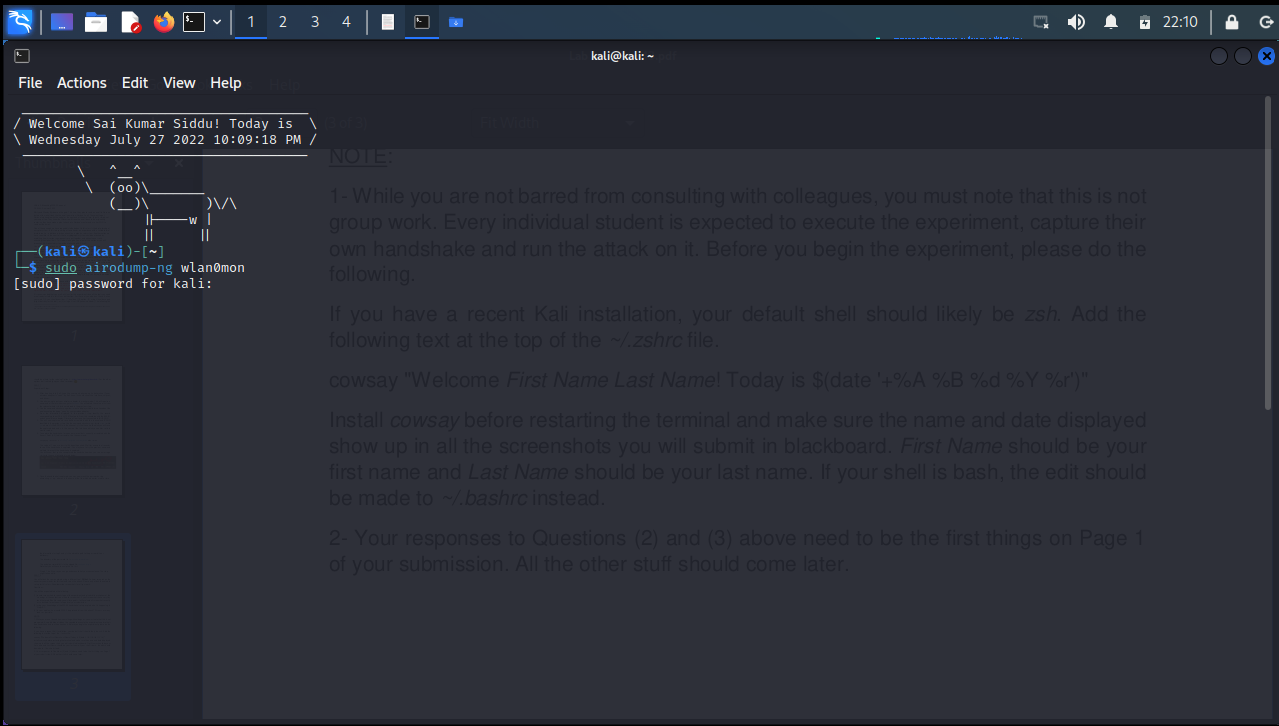 1 2 3 4
22:10
kali@kali: ~
File Actions Edit View Help
/ Welcome Sai Kumar Siddu! Today is \
\ Wednesday July 27 2022 10:09:18 PM /
\ ^__^
\ (oo)\_______
(__)\ )\/\
||----w |
|| ||
┌──(kali㉿kali)-[~]
└─$ sudo airodump-ng wlan0mon
[sudo] password for kali:
NOTE:
1- While you are not barred from consulting with colleagues, you must note that this is not
group work. Every individual student is expected to execute the experiment, capture their
own handshake and run the attack on it. Before you begin the experiment, please do the
following.
If you have a recent Kali installation, your default shell should likely be zsh. Add the
following text at the top of the ~/.zshrc file.
cowsay "Welcome First Name Last Name! Today is $(date '+%A %B %d %Y %r')"
Install cowsay before restarting the terminal and make sure the name and date displayed
show up in all the screenshots you will submit in blackboard. First Name should be your
first name and Last Name should be your last name. If your shell is bash, the edit should
be made to ~/.bashrc instead.
2- Your responses to Questions (2) and (3) above need to be the first things on Page 1
of your submission. All the other stuff should come later.
1
2